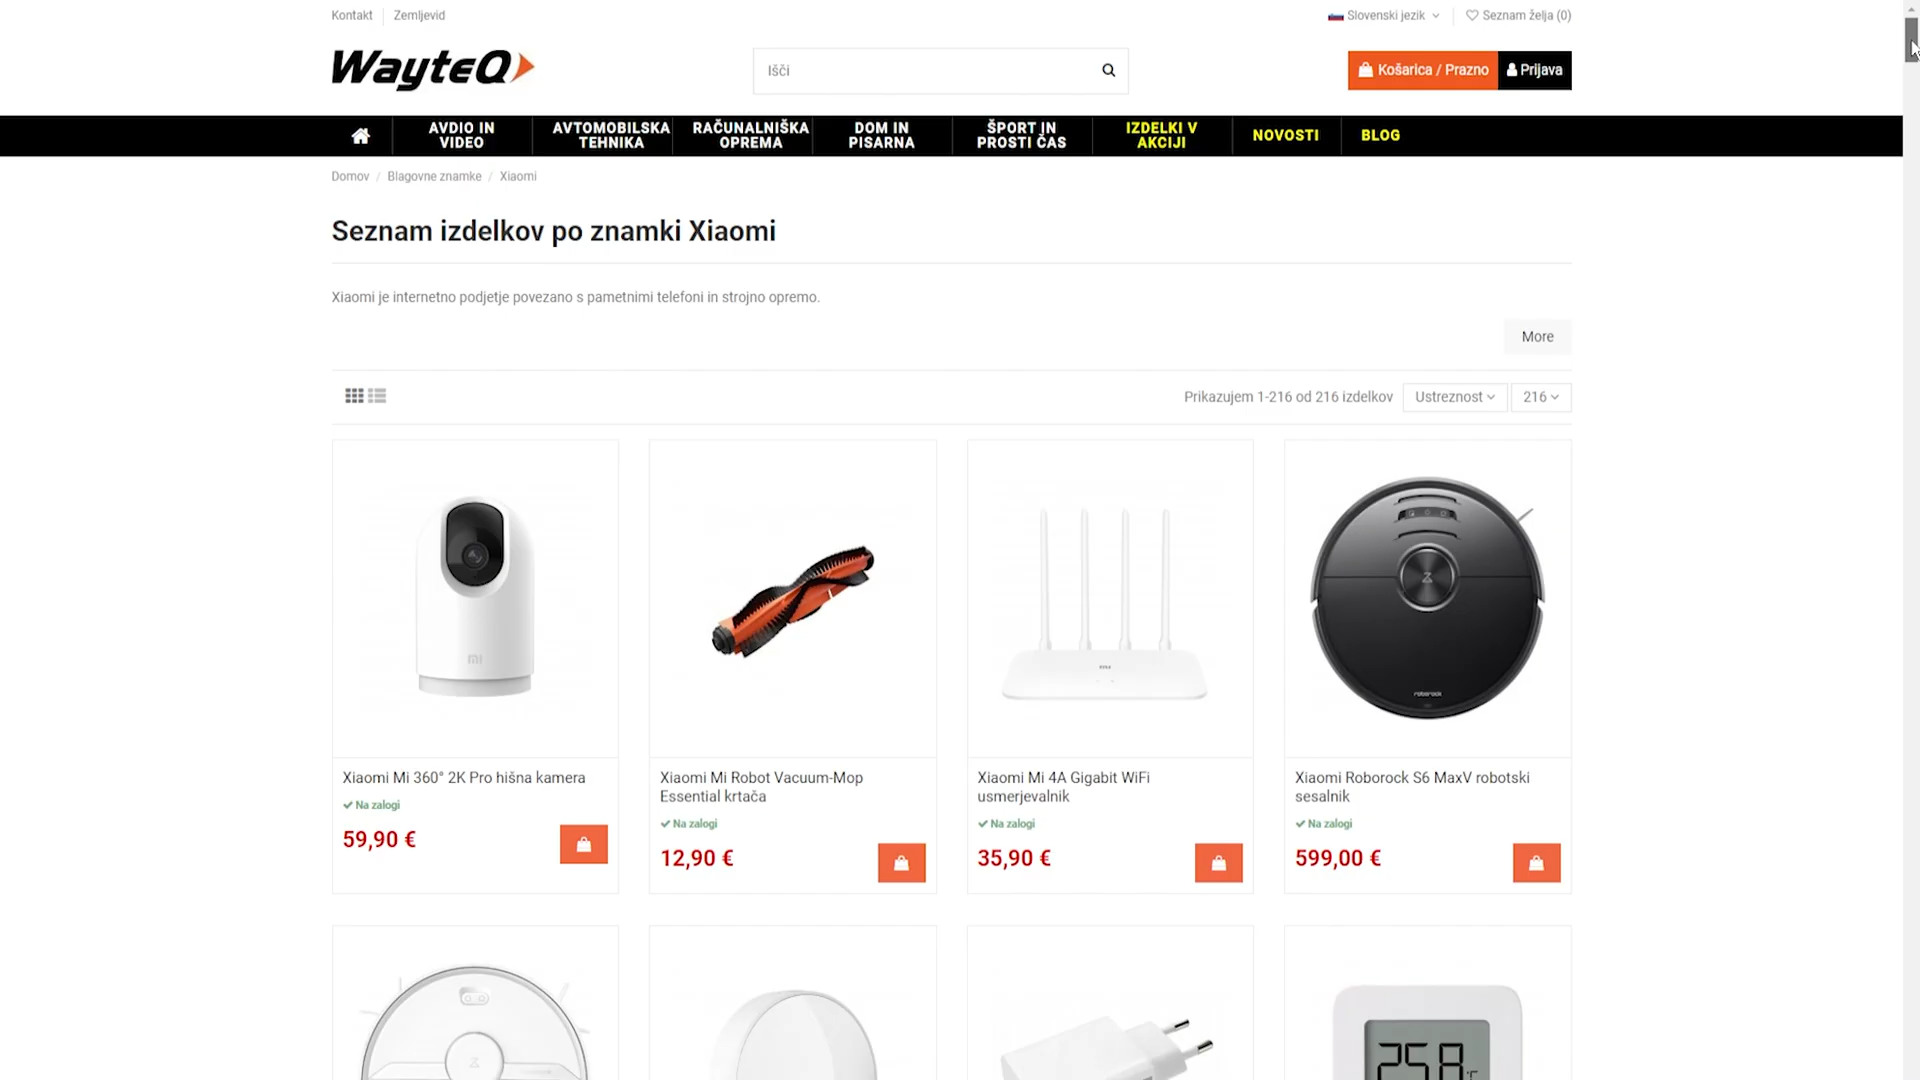 Kontakt
Zemljevid
Slovenski jezik
Seznam želja (0)
WayteQ
Išči
Košarica / Prazno
Prijava
AVDIO IN
VIDEO
AVTOMOBILSKA
TEHNIKA
RAČUNALNIŠKA
OPREMA
DOM IN
PISARNA
ŠPORT IN
PROSTI ČAS
IZDELKI V
AKCIJI
NOVOSTI
BLOG
Domov / Blagovne znamke / Xiaomi
Seznam izdelkov po znamki Xiaomi
Xiaomi je internetno podjetje povezano s pametnimi telefoni in strojno opremo.
More
Prikazujem 1-216 od 216 izdelkov
Ustreznost
216
mi
mi
roborock
Xiaomi Mi 360° 2K Pro hišna kamera
Na zalogi
59,90 €
Xiaomi Mi Robot Vacuum-Mop
Essential krtača
Na zalogi
12,90 €
Xiaomi Mi 4A Gigabit WiFi
usmerjevalnik
Na zalogi
35,90 €
Xiaomi Roborock S6 MaxV robotski
sesalnik
Na zalogi
599,00 €
25.8 °C